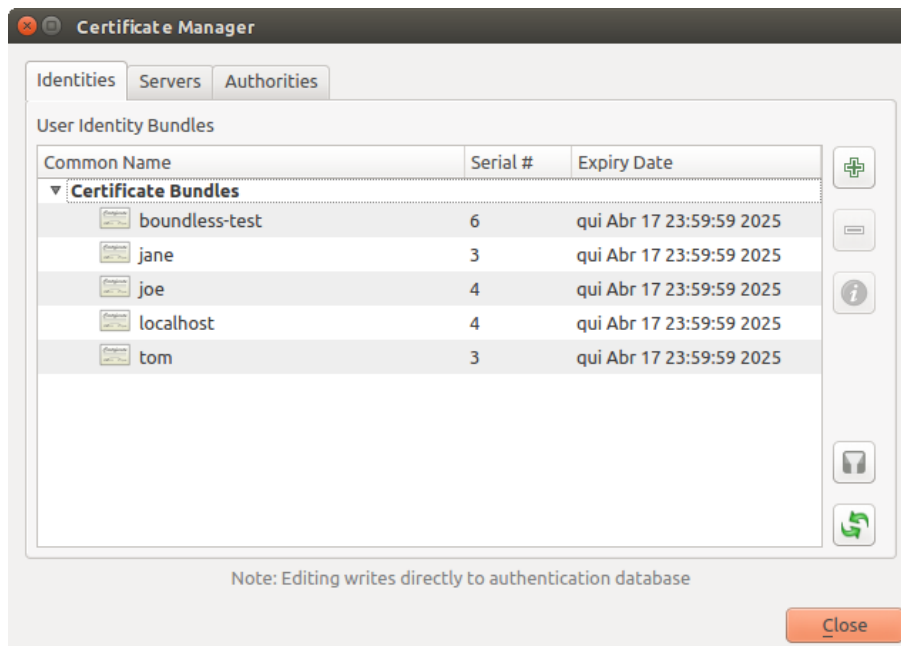 Certificate Manager
Identities Servers Authorities
User Identity Bundles
Common Name Serial # Expiry Date
Certificate Bundles
boundless-test 6 qui Abr 17 23:59:59 2025
jane 3 qui Abr 17 23:59:59 2025
joe 4 qui Abr 17 23:59:59 2025
localhost 4 qui Abr 17 23:59:59 2025
tom 3 qui Abr 17 23:59:59 2025
Note: Editing writes directly to authentication database
Close